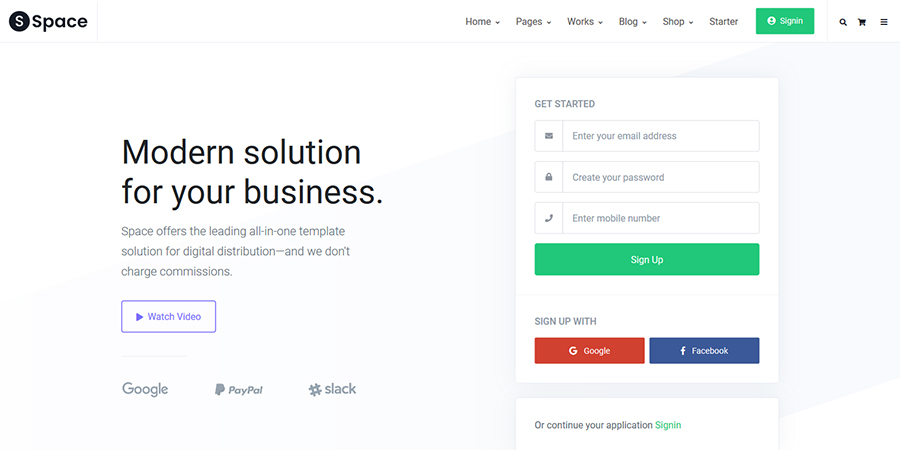 S Space
Home Pages Works Blog Shop Starter Signin
Modern solution
for your business.
Space offers the leading all-in-one template
solution for digital distribution—and we don't
charge commissions.
Watch Video
Google PayPal slack
GET STARTED
Enter your email address
Create your password
Enter mobile number
Sign Up
SIGN UP WITH
G Google f Facebook
Or continue your application Signin